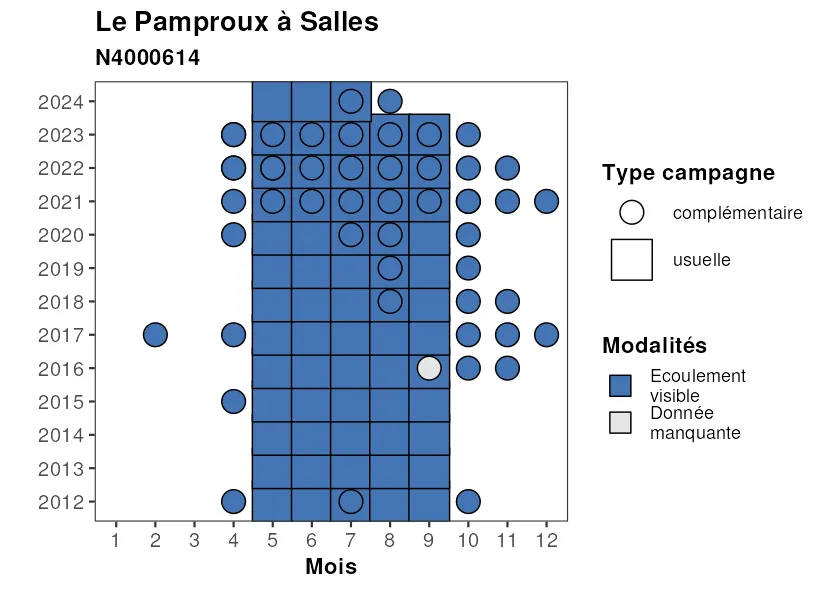 Le Pamproux à Salles
N4000614
2024
2023
2022
2021
2020
2019
2018
2017
2016
2015
2014
2013
2012
1 2 3 4 5 6 7 8 9 10 11 12
Mois
Type campagne
complémentaire
usuelle
Modalités
Ecoulement
visible
Donnée
manquante